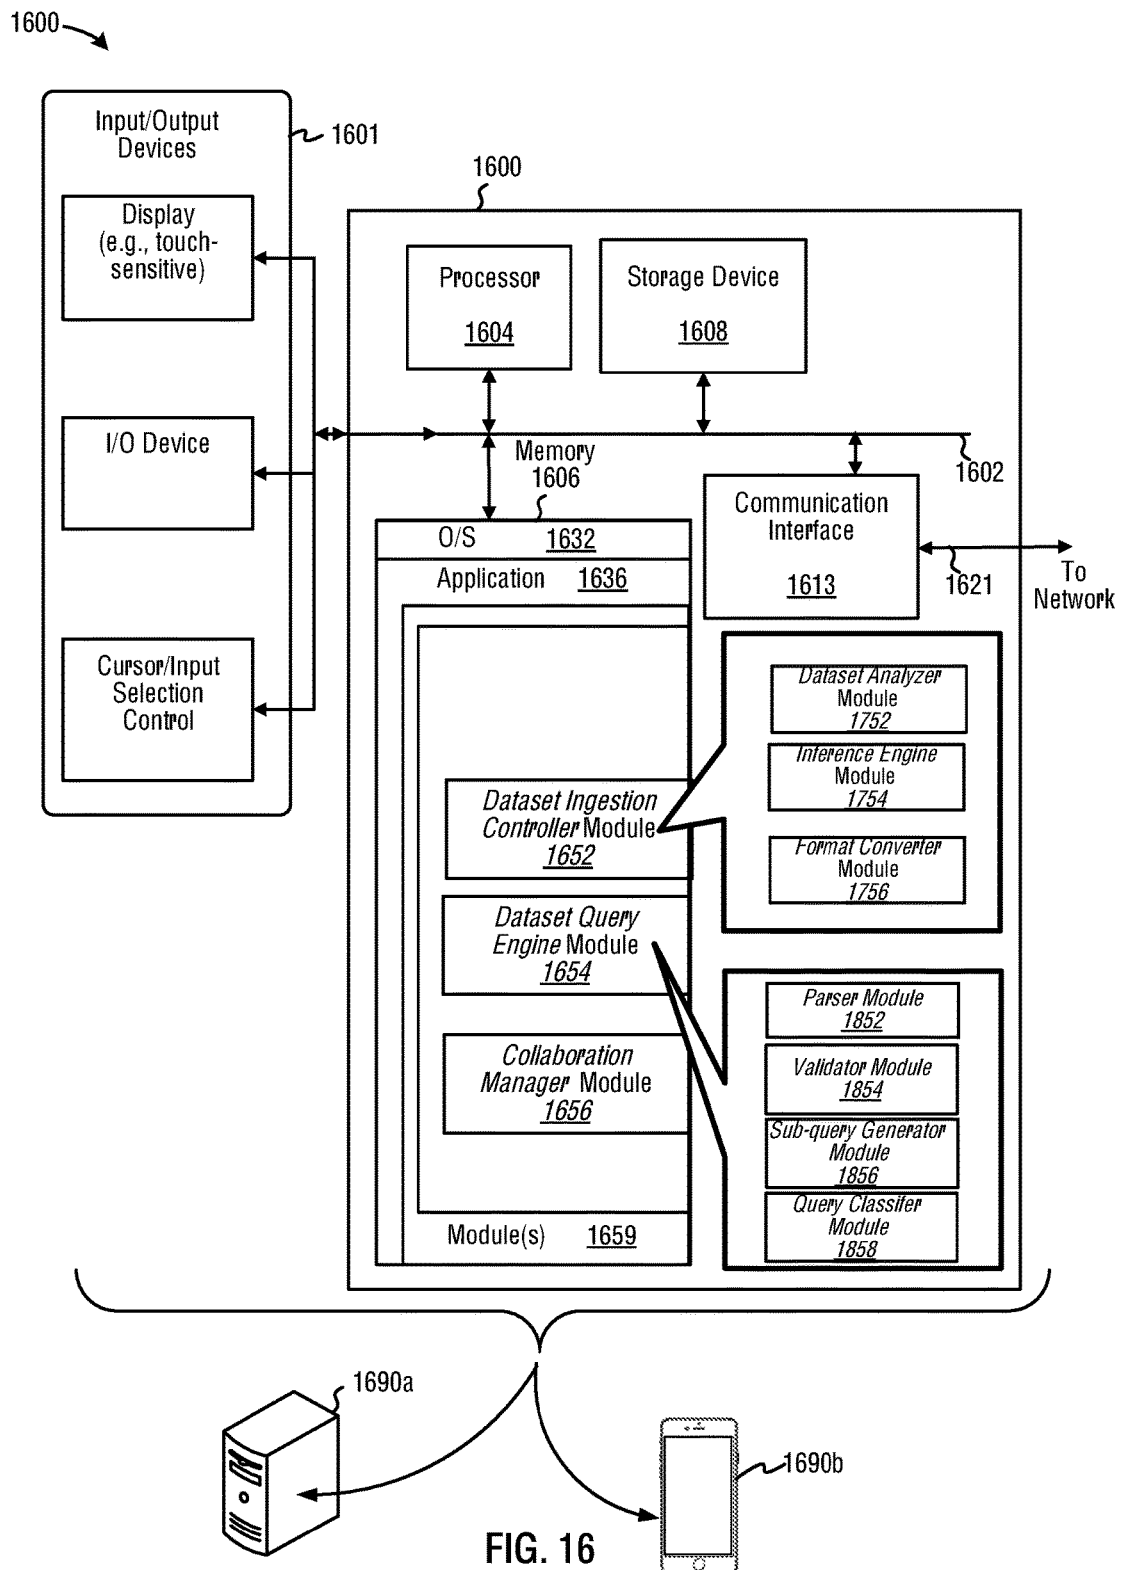 1600
Input/Output
Devices
1601
Display
(e.g., touch-
sensitive)
I/O Device
Cursor/Input
Selection
Control
1600
Processor
1604
Storage Device
1608
1602
Memory
1606
Communication
Interface
1613
1621
To
Network
O/S 1632
Application 1636
Dataset Ingestion
Controller Module
1652
Dataset Query
Engine Module
1654
Collaboration
Manager Module
1656
Module(s) 1659
Dataset Analyzer
Module
1752
Inference Engine
Module
1754
Format Converter
Module
1756
Parser Module
1852
Validator Module
1854
Sub-query Generator
Module
1856
Query Classifer
Module
1858
1690a
1690b
FIG. 16